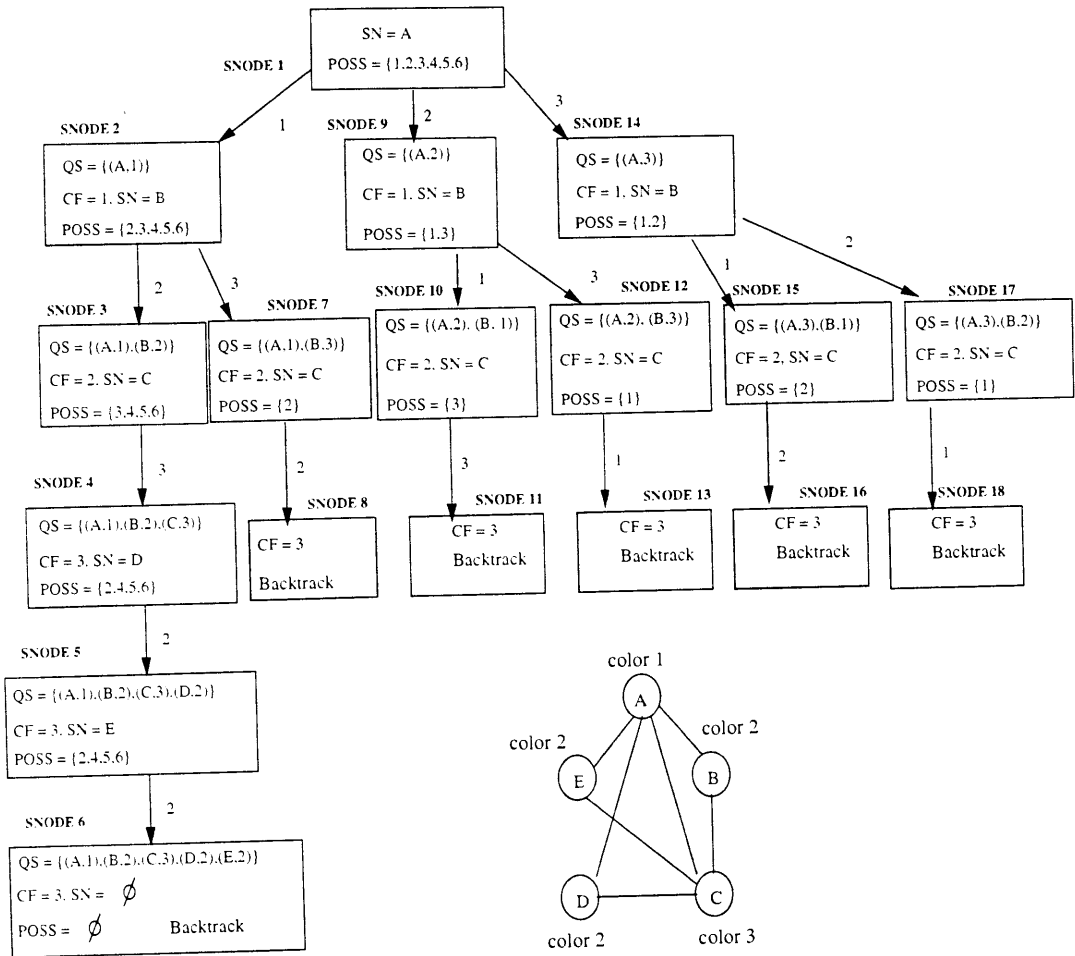 SN = A
POSS = {1.2.3.4.5.6}
SNODE 1
1
2
3
SNODE 2
QS = {(A,1)}
CF = 1. SN = B
POSS = {2.3.4.5.6}
SNODE 9
QS = {(A.2)}
CF = 1. SN = B
POSS = {1.3}
SNODE 14
QS = {(A,3)}
CF = 1. SN = B
POSS = {1.2}
2
3
1
3
1
2
SNODE 3
QS = {(A.1).(B.2)}
CF = 2. SN = C
POSS = {3.4.5.6}
SNODE 7
QS = {(A.1).(B.3)}
CF = 2. SN = C
POSS = {2}
SNODE 10
QS = {(A.2). (B. 1)}
CF = 2. SN = C
POSS = {3}
SNODE 12
QS = {(A.2). (B.3)}
CF = 2. SN = C
POSS = {1}
SNODE 15
QS = {(A.3).(B.1)}
CF = 2, SN = C
POSS = {2}
SNODE 17
QS = {(A.3).(B.2)}
CF = 2. SN = C
POSS = {1}
3
2
3
1
2
1
SNODE 4
QS = {(A.1).(B.2).(C.3)}
CF = 3. SN = D
POSS = {2.4.5.6}
SNODE 8
CF = 3
Backtrack
SNODE 11
CF = 3
Backtrack
SNODE 13
CF = 3
Backtrack
SNODE 16
CF = 3
Backtrack
SNODE 18
CF = 3
Backtrack
2
SNODE 5
QS = {(A.1).(B.2).(C.3).(D.2)}
CF = 3. SN = E
POSS = {2.4.5.6}
2
SNODE 6
QS = {(A.1).(B.2).(C.3).(D.2).(E.2)}
CF = 3. SN = ∅
POSS = ∅ Backtrack
color 1
A
color 2
E
color 2
B
D
color 2
C
color 3